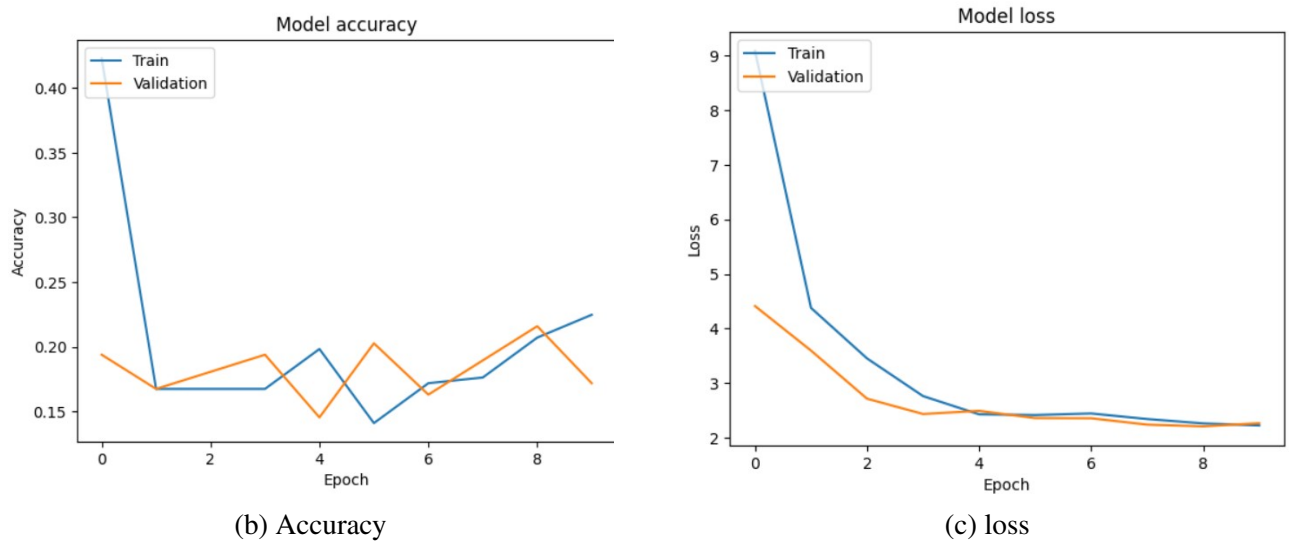 Model accuracy
Train
Validation
0.40
0.35
0.30
0.25
0.20
0.15
Accuracy
0 2 4 6 8
Epoch
(b) Accuracy
Model loss
Train
Validation
9
8
7
6
5
4
3
2
Loss
0 2 4 6 8
Epoch
(c) loss